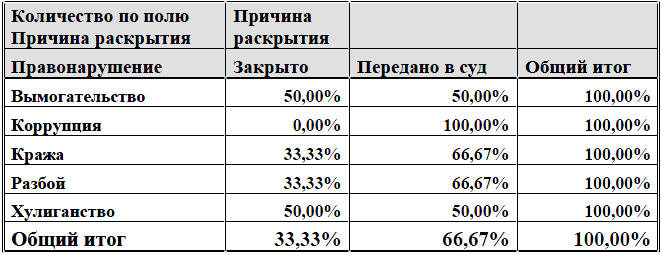 Количество по полю Причина
Причина раскрытия раскрытия
Правонарушение Закрыто Передано в суд Общий итог
Вымогательство 50,00% 50,00% 100,00%
Коррупция 0,00% 100,00% 100,00%
Кража 33,33% 66,67% 100,00%
Разбой 33,33% 66,67% 100,00%
Хулиганство 50,00% 50,00% 100,00%
Общий итог 33,33% 66,67% 100,00%